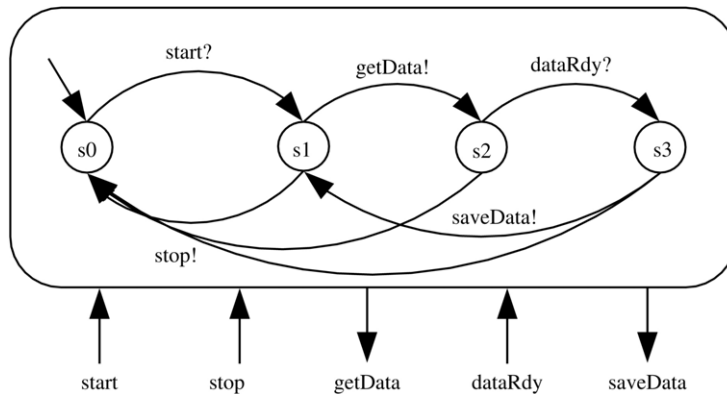 start?
getData!
dataRdy?
s0
s1
s2
s3
saveData!
stop!
start
stop
getData
dataRdy
saveData